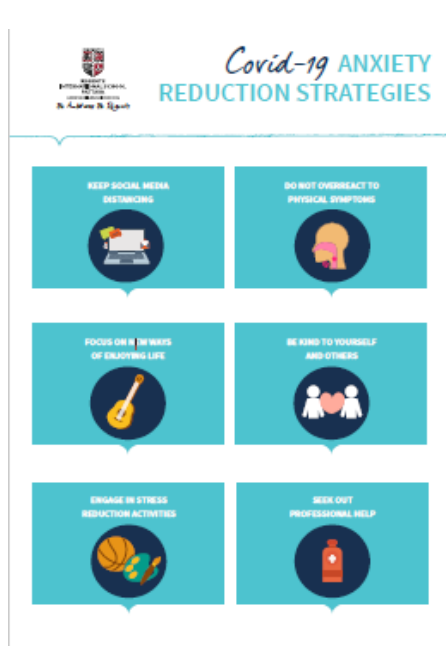 Covid-19 ANXIETY
REDUCTION STRATEGIES
KEEP SOCIAL MEDIA
DISTANCING
DO NOT OVERREACT TO
PHYSICAL SYMPTOMS
FOCUS ON NEW WAYS
OF ENJOYING LIFE
BE KIND TO YOURSELF
AND OTHERS
ENGAGE IN STRESS
REDUCTION ACTIVITIES
SEEK OUT
PROFESSIONAL HELP